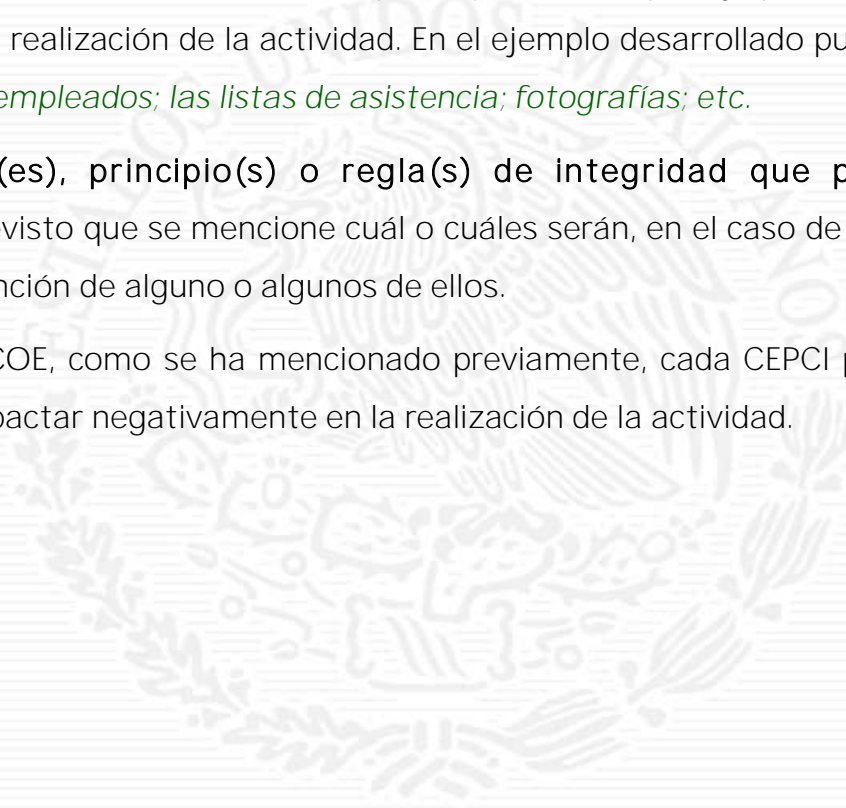 realización de la actividad. En el ejemplo desarrollado pu
empleados; las listas de asistencia; fotografías; etc.
(es), principio(s) o regla(s) de integridad que p
visto que se mencione cuál o cuáles serán, en el caso de
nción de alguno o algunos de ellos.
COE, como se ha mencionado previamente, cada CEPCI p
pactar negativamente en la realización de la actividad.
UNIDOS MEXICANOS